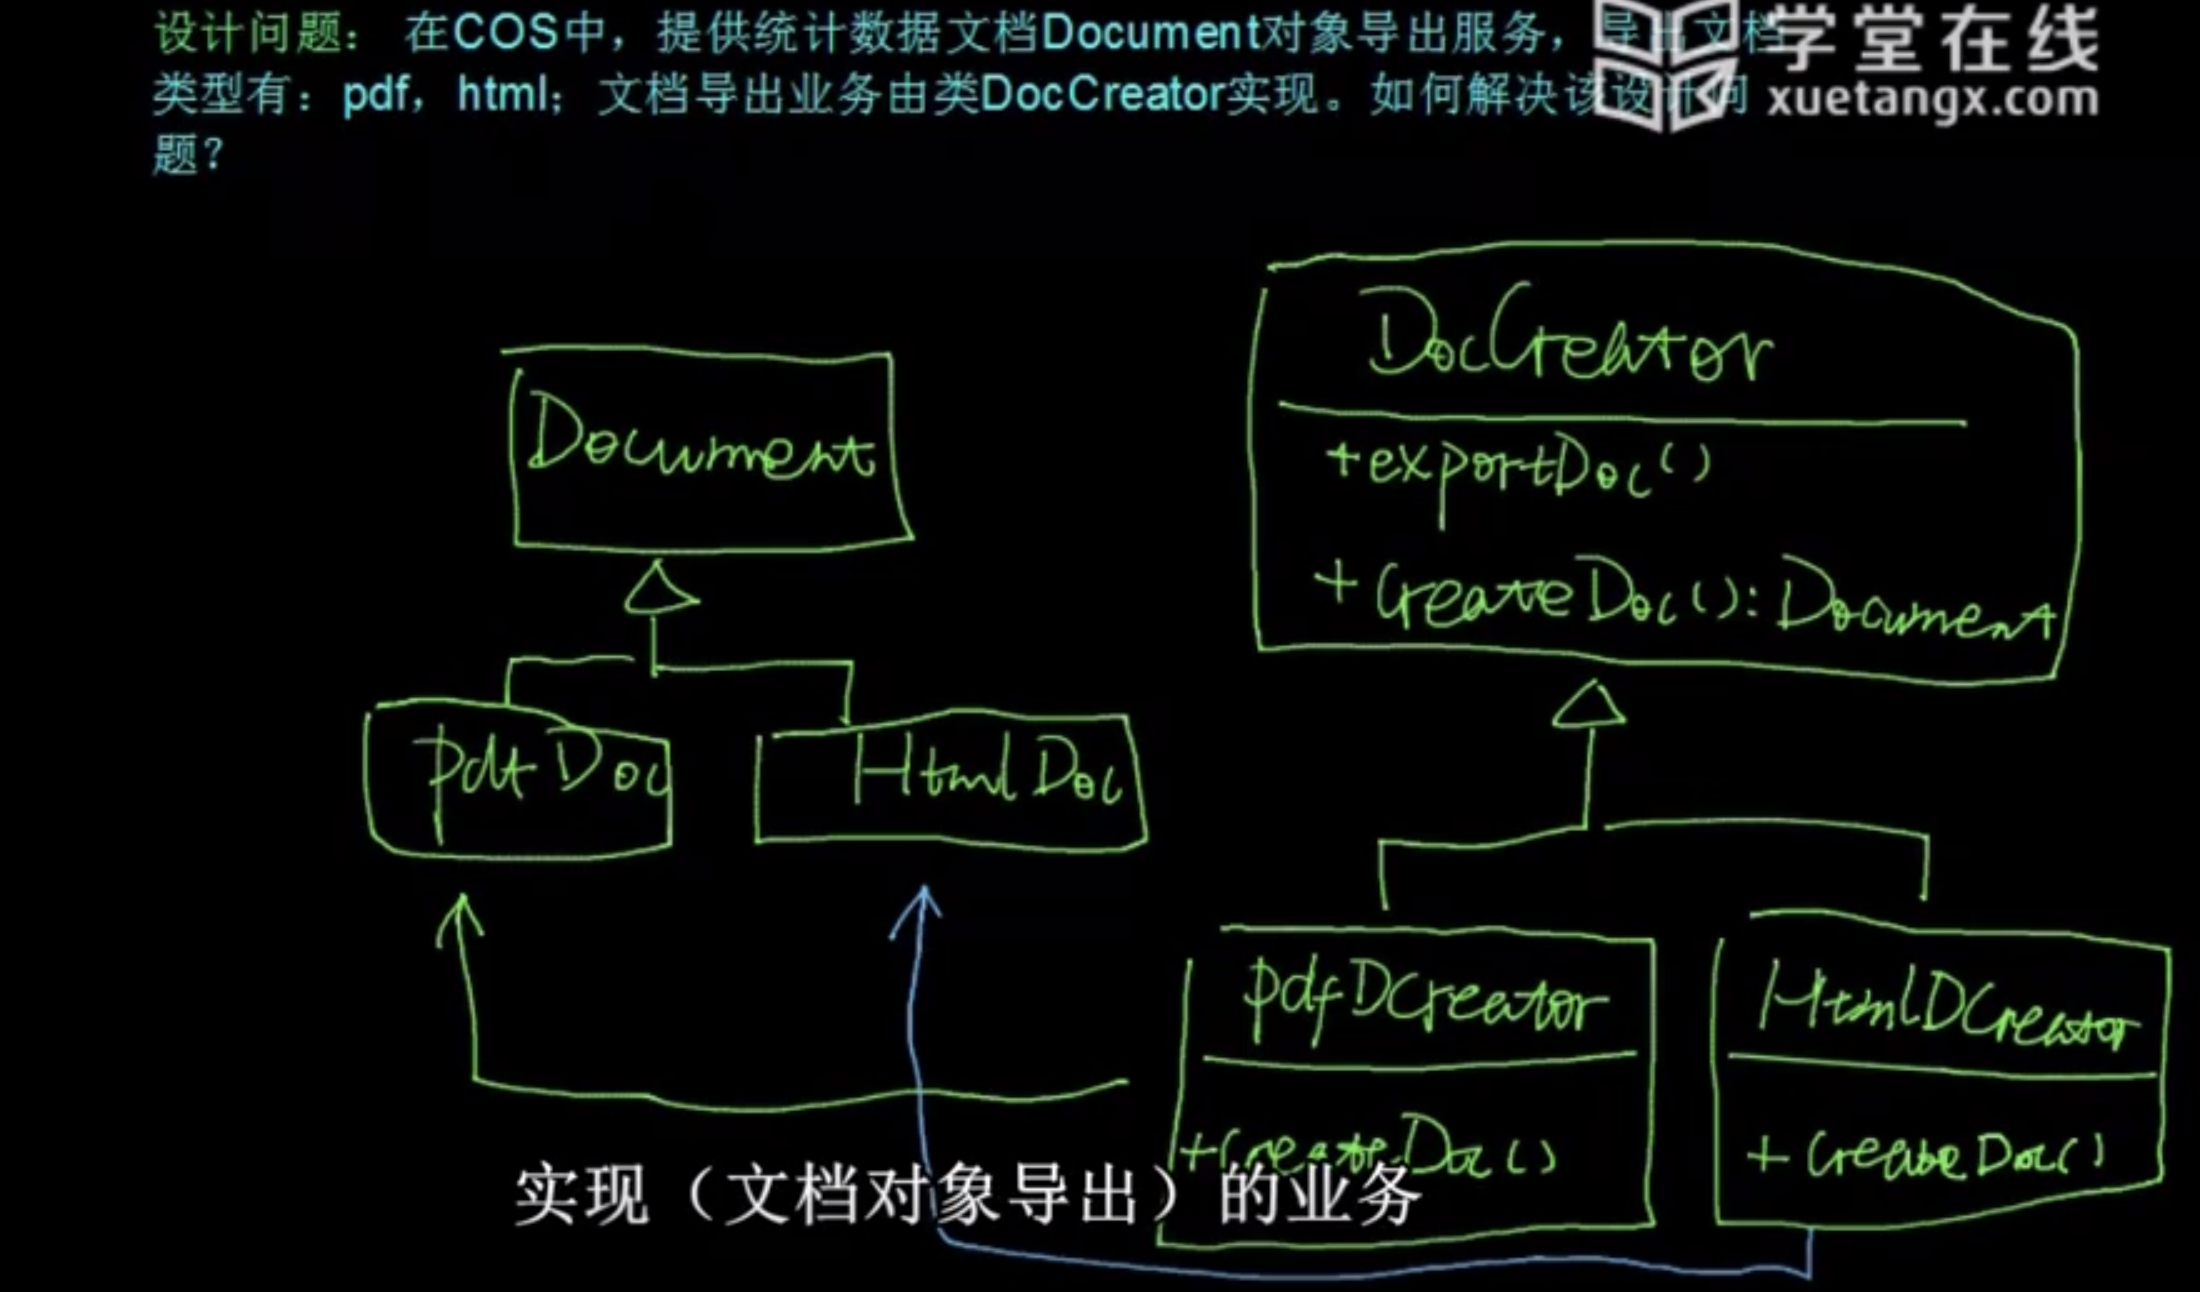 设计问题： 在COS中，提供统计数据文档Document对象导出服务，导出文档
类型有：pdf，html；文档导出业务由类DocCreator实现。如何解决该设计问
题？
学堂在线
xuetangx.com
Document
pdfDoc
HtmlDoc
DocCreator
+exportDoc()
+CreateDoc():Document
pdfDCreator
+CreateDoc()
HtmlDCreator
+CreateDoc()
实现（文档对象导出）的业务